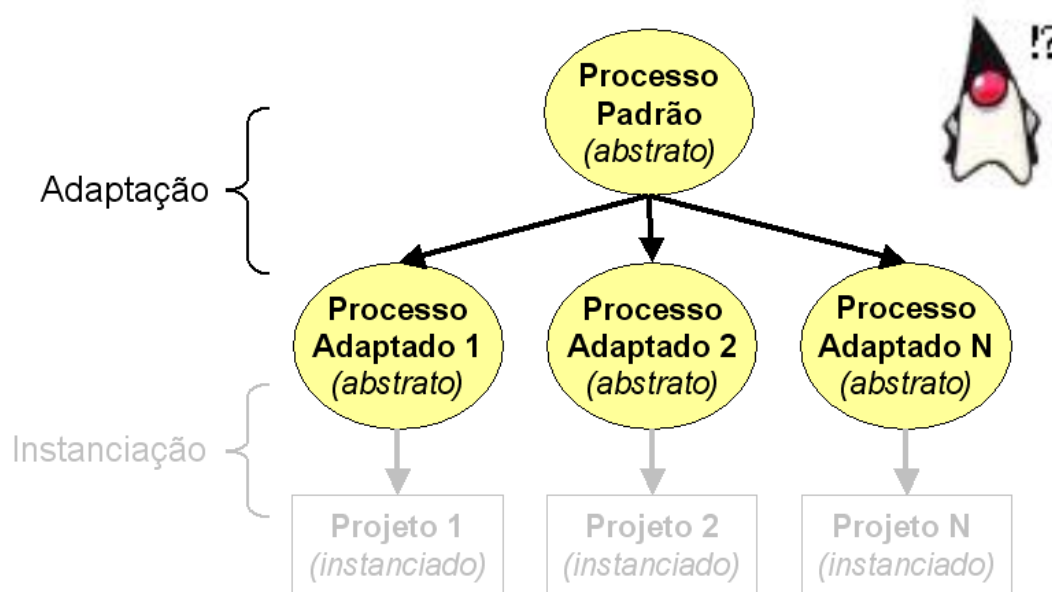 !?
Processo
Padrão
(abstrato)
Adaptação
Processo
Adaptado 1
(abstrato)
Processo
Adaptado 2
(abstrato)
Processo
Adaptado N
(abstrato)
Instanciação
Projeto 1
(instanciado)
Projeto 2
(instanciado)
Projeto N
(instanciado)